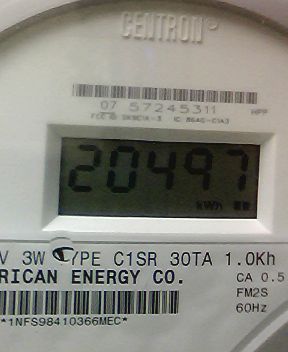 CENTRON®
07 57245311
20497
kWh
V 3W TYPE C1SR 30TA 1.0Kh
RICAN ENERGY CO.
CA 0.5
FM2S
60Hz
*1NFS98410366MEC*